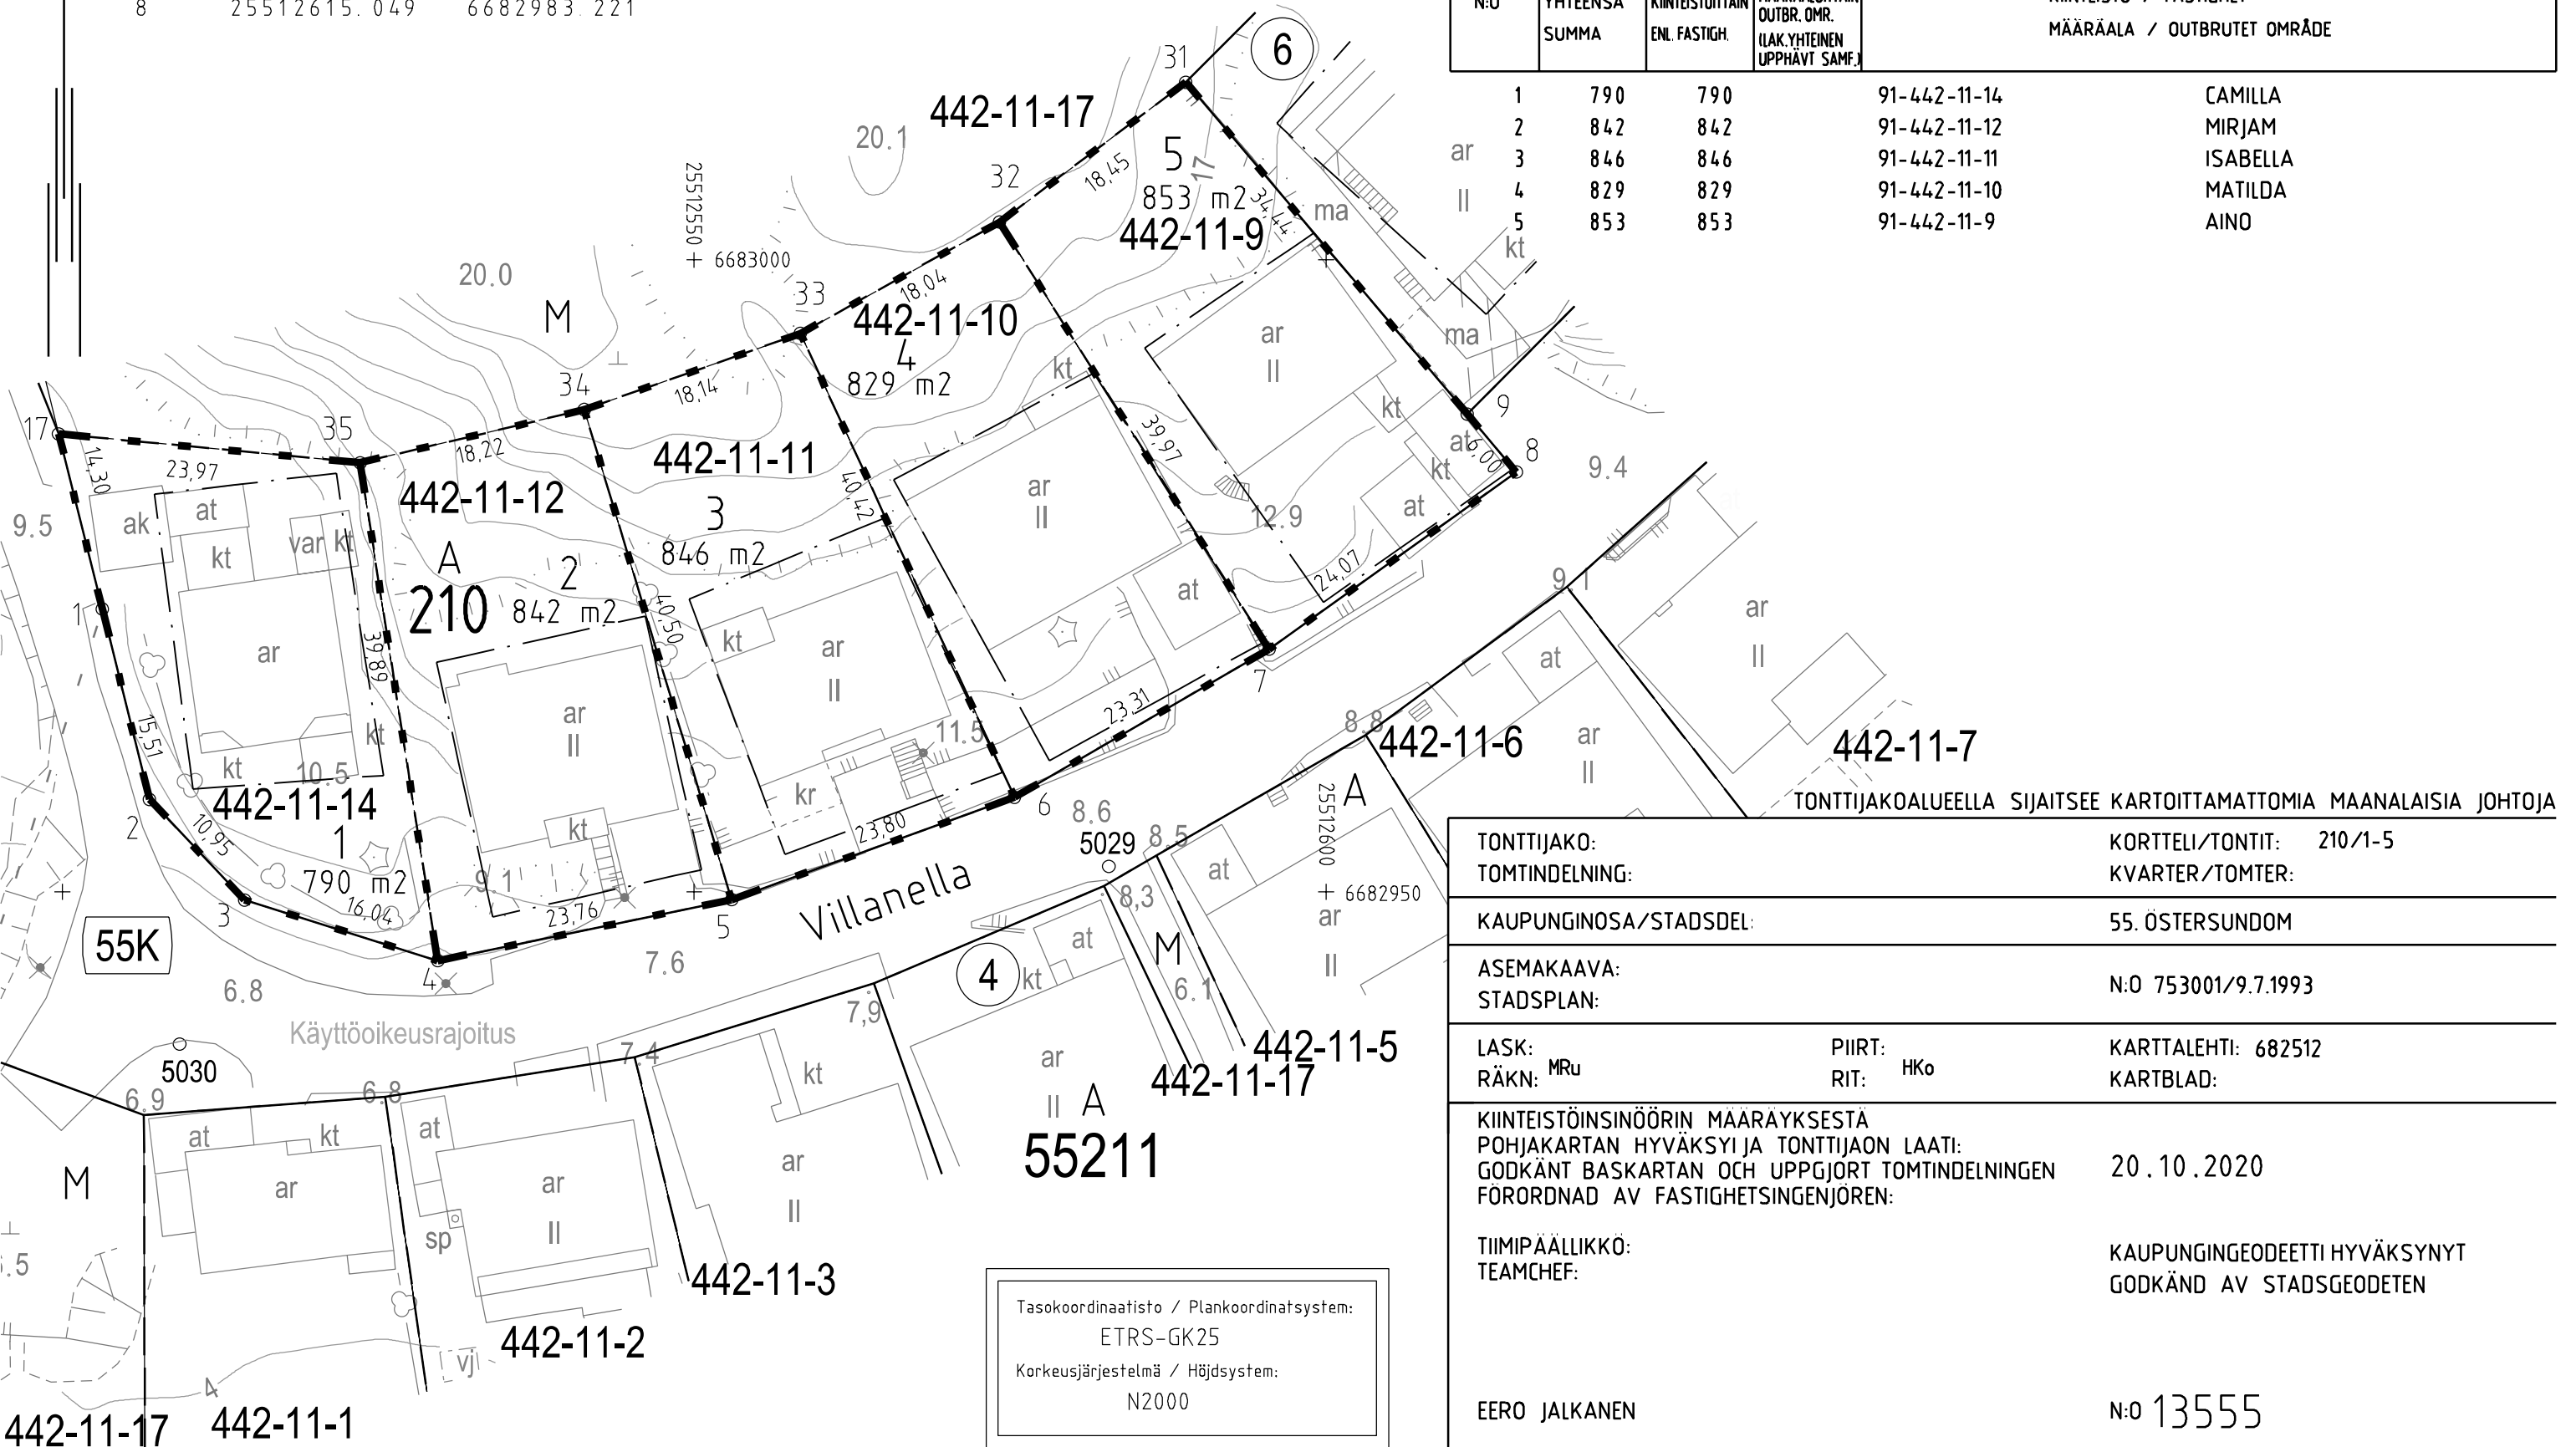 8 25512615.049 6682983.221
N:O YHTEENSÄ KIINTEISTÖITTÄIN
SUMMA ENL. FASTIGH. OUTBR. OMR.
(LAK.YHTEINEN
UPPHÄVT SAMF.)
MÄÄRÄALA / OUTBRUTET OMRÅDE
1 790 790 91-442-11-14 CAMILLA
2 842 842 91-442-11-12 MIRJAM
3 846 846 91-442-11-11 ISABELLA
4 829 829 91-442-11-10 MATILDA
5 853 853 91-442-11-9 AINO
31
6
442-11-17
20.1
32
18,45
5
17
853 m2
442-11-9
34,44
ma
ar
II
kt
25512550
6683000
20.0
M
33
18,04
442-11-10
4
829 m2
kt
ar
II
ma
34
18,14
17
35
14,30
23,97
18,22
442-11-12
442-11-11
3
846 m2
40,42
39,97
ar
II
kt
at
kt
6,00
9
8
9.4
9.5
ak
at
kt
var
kt
A
210
2
842 m2
40,50
12.9
at
24,07
at
1
ar
39,89
kt
ar
II
kt
ar
II
15,51
kt
10.5
442-11-14
1
790 m2
2
10,95
3
16,04
4
9.1
kt
23,76
5
kr
23,80
11.5
6
23,31
7
9.1
ar
II
at
8.8
442-11-6
A
ar
II
442-11-7
8.6
5029
8.5
25512600
6682950
at
ar
II
Villanella
8,3
M
at
kt
4
6.1
442-11-5
442-11-17
55K
6.8
7.6
7,9
Käyttöoikeusrajoitus
5030
6.9
6.8
7.4
kt
ar
II
A
55211
at
kt
ar
at
ar
II
sp
ar
II
M
.5
442-11-3
442-11-2
vj
4
442-11-17
442-11-1
Tasokoordinaatisto / Plankoordinatsystem:
ETRS-GK25
Korkeusjärjestelmä / Höjdsystem:
N2000
TONTTIJAKOALUEELLA SIJAITSEE KARTOITTAMATTOMIA MAANALAISIA JOHTOJA
TONTTIJAKO: KORTTELI/TONTIT: 210/1-5
TOMTINDELNING: KVARTER/TOMTER:
KAUPUNGINOSA/STADSDEL: 55. ÖSTERSUNDOM
ASEMAKAAVA:
STADSPLAN: N:O 753001/9.7.1993
LASK: MRu PIIRT: HKo KARTTALEHTI: 682512
RÄKN: RIT: KARTBLAD:
KIINTEISTÖINSINÖÖRIN MÄÄRÄYKSESTÄ
POHJAKARTAN HYVÄKSYI JA TONTTIJAON LAATI:
GODKÄNT BASKARTAN OCH UPPGJORT TOMTINDELNINGEN
FÖRORDNAD AV FASTIGHETSINGENJÖREN:
20.10.2020
TIIMIPÄÄLLIKKÖ:
TEAMCHEF:
KAUPUNGINGEODEETTI HYVÄKSYNYT
GODKÄND AV STADSGEODETEN
EERO JALKANEN N:O 13555